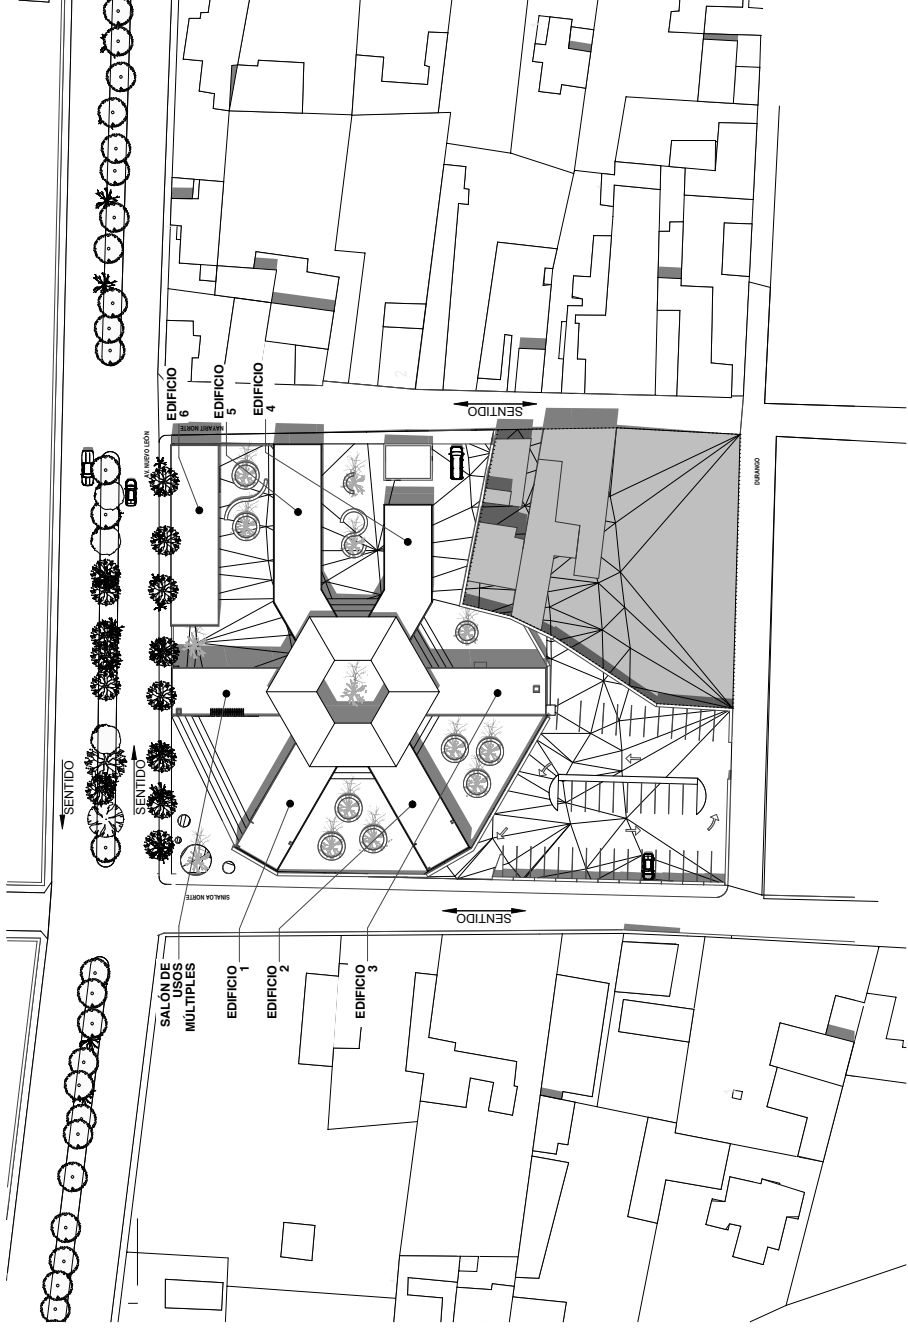 EDIFICIO
6
EDIFICIO
5
EDIFICIO
4
NAYARIT NORTE
AV. NUEVO LEÓN
SENTIDO
DURANGO
SENTIDO
SENTIDO
SINALOA NORTE
SENTIDO
SALÓN DE
USOS
MÚLTIPLES
EDIFICIO
1
EDIFICIO
2
EDIFICIO
3
2